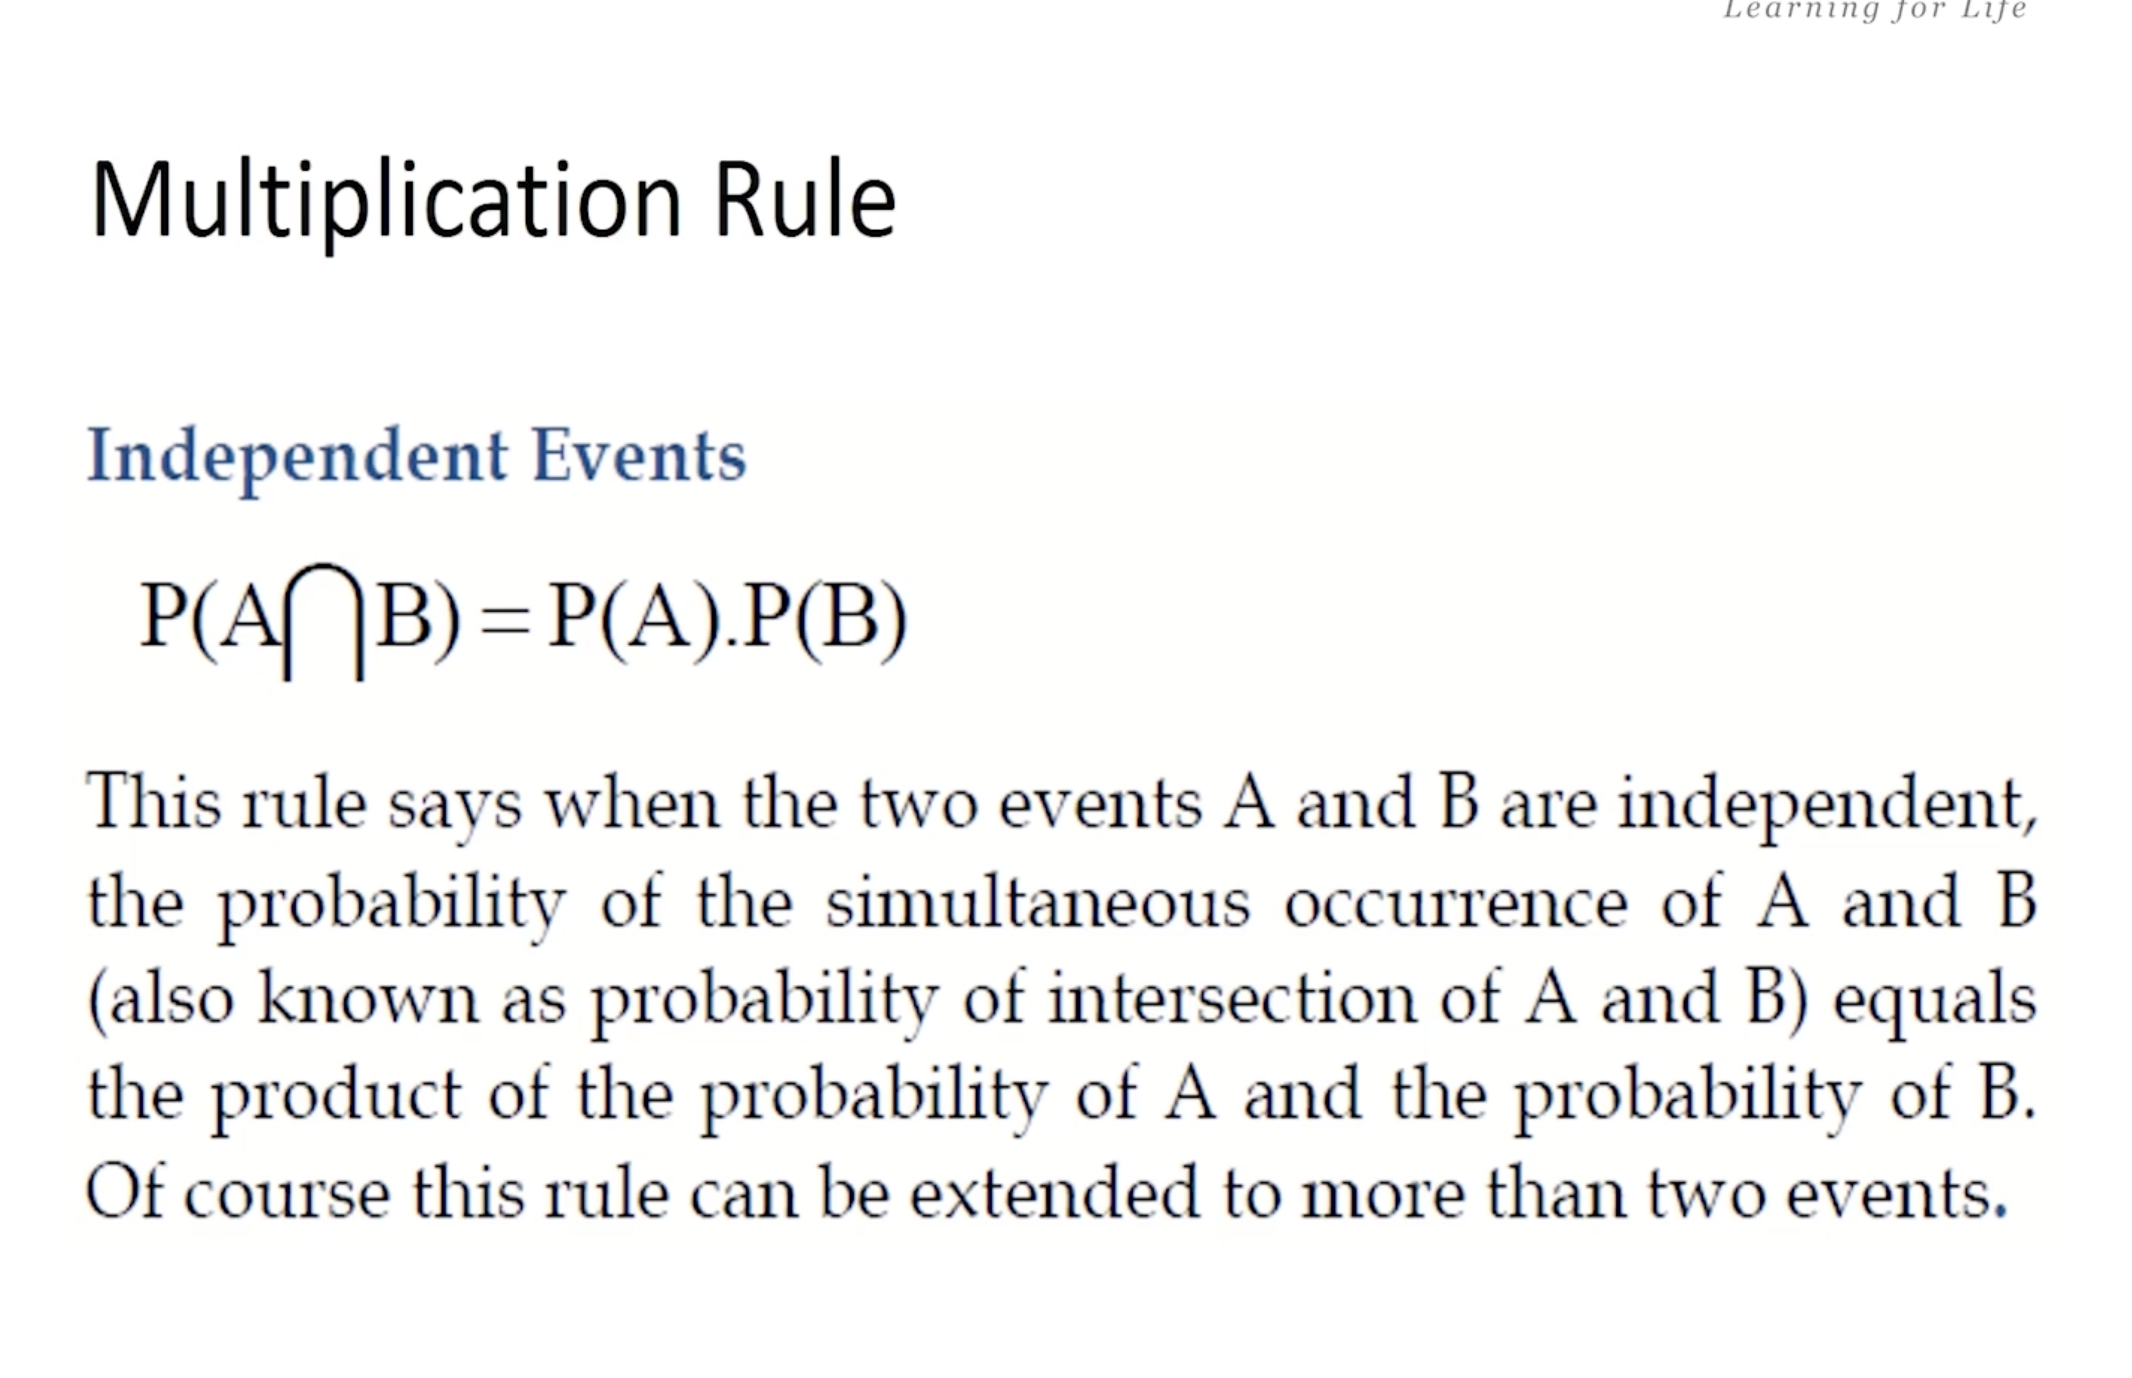 Learning for Life
Multiplication Rule
Independent Events
P(A⋂B) = P(A).P(B)
This rule says when the two events A and B are independent,
the probability of the simultaneous occurrence of A and B
(also known as probability of intersection of A and B) equals
the product of the probability of A and the probability of B.
Of course this rule can be extended to more than two events.